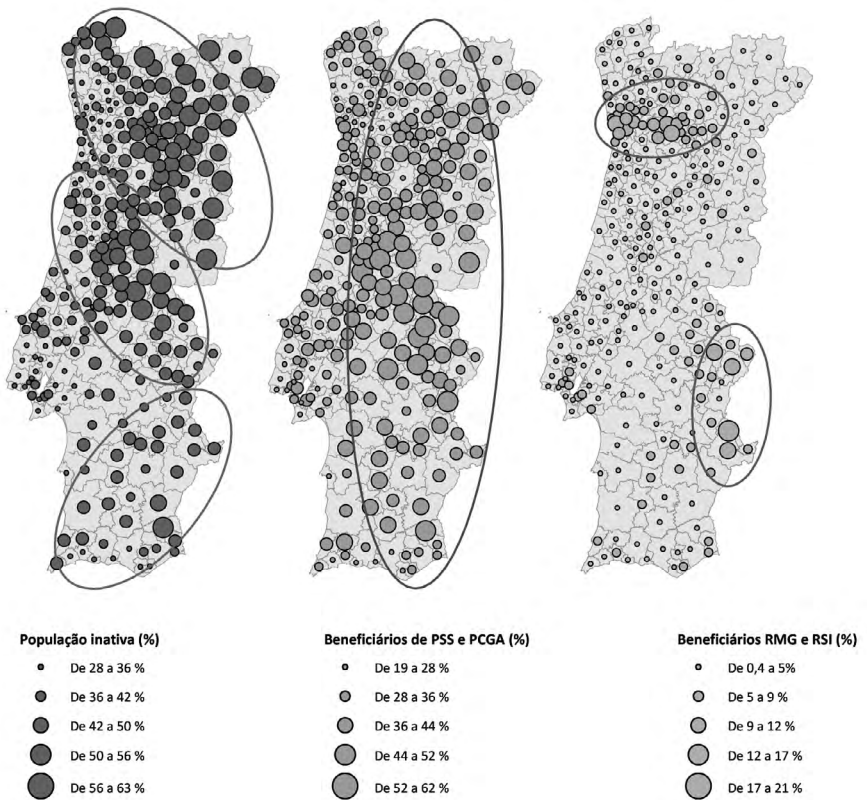 População inativa (%)
De 28 a 36 %
De 36 a 42 %
De 42 a 50 %
De 50 a 56 %
De 56 a 63 %
Beneficiários de PSS e PCGA (%)
De 19 a 28 %
De 28 a 36 %
De 36 a 44 %
De 44 a 52 %
De 52 a 62 %
Beneficiários RMG e RSI (%)
De 0,4 a 5%
De 5 a 9 %
De 9 a 12 %
De 12 a 17 %
De 17 a 21 %